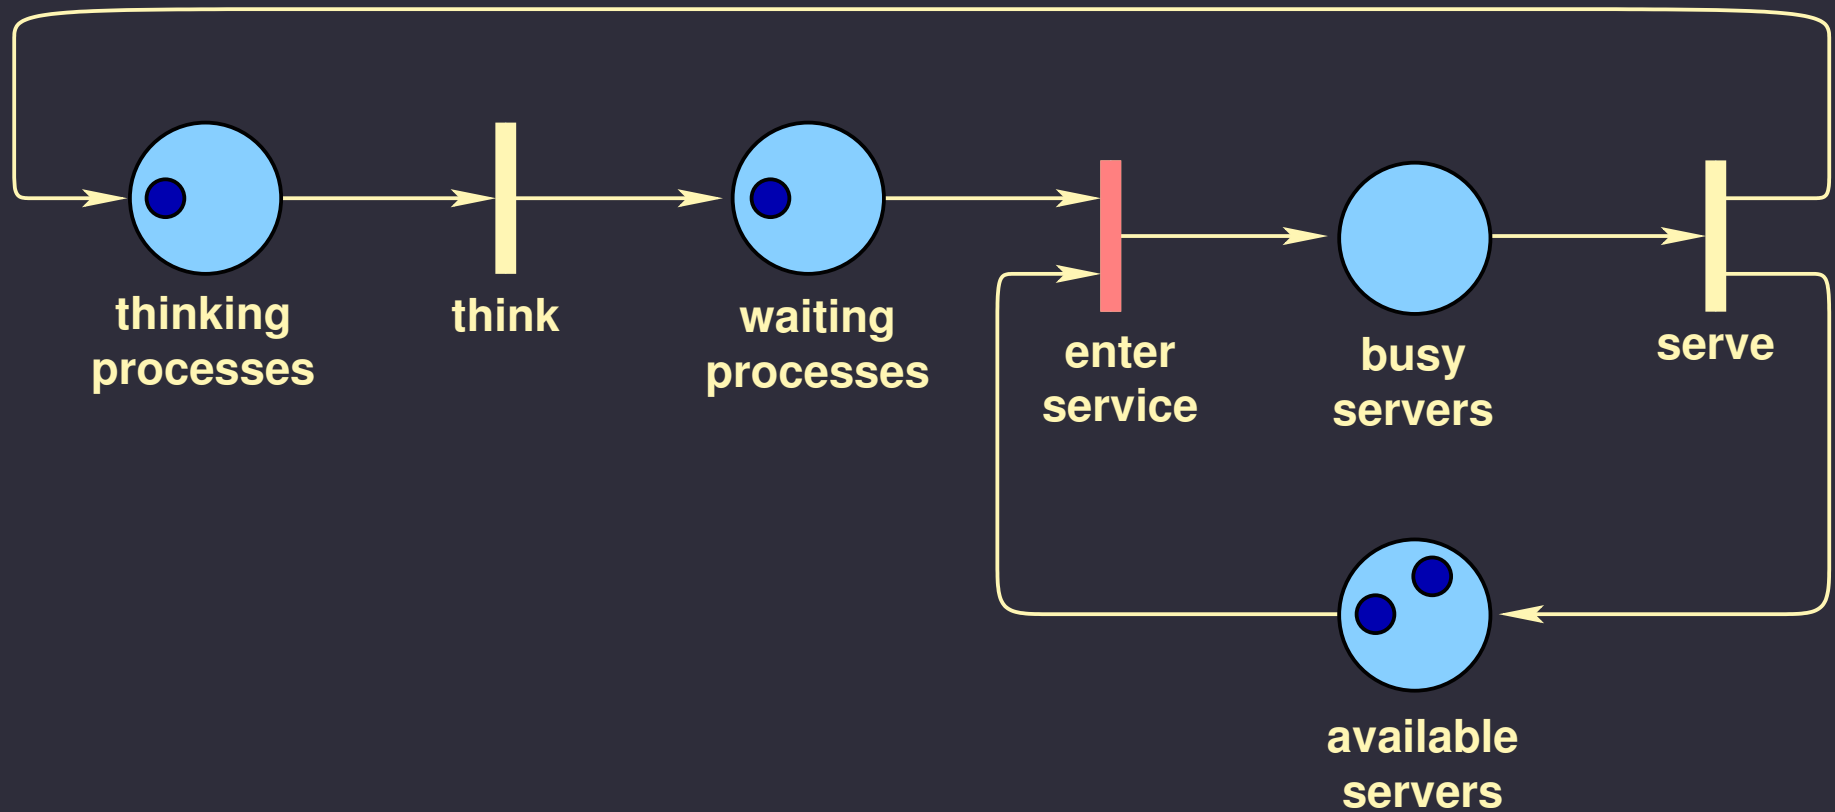 thinking
processes
think
waiting
processes
enter
service
busy
servers
serve
available
servers